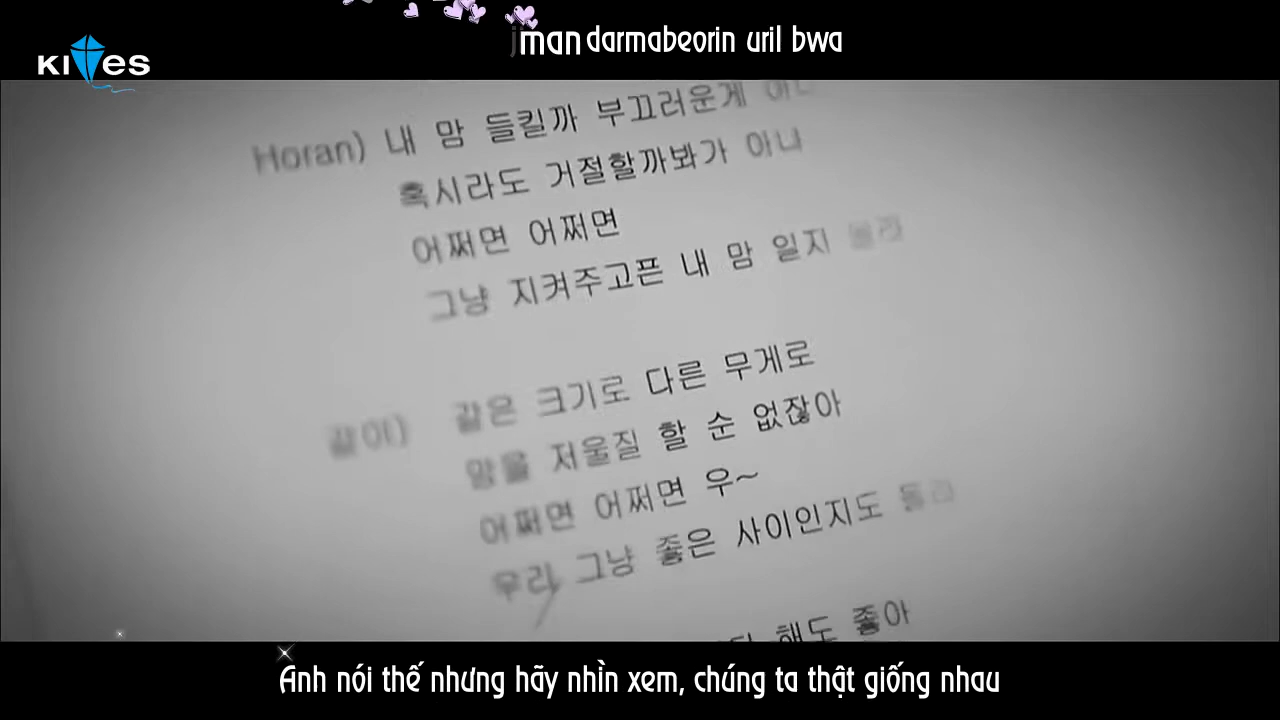 jiman darmabeorin uril bwa
KITES
Horan) 내 맘 들킬까 부끄러운게 아냐
혹시라도 거절할까봐가 아냐
어쩌면 어쩌면
그냥 지켜주고픈 내 맘 일지 몰라
같이) 같은 크기로 다른 무게로
맘을 저울질 할 순 없잖아
어쩌면 어쩌면 우~
우리 그냥 좋은 사이인지도 몰라
해도 좋아
Anh nói thế nhưng hãy nhìn xem, chúng ta thật giống nhau